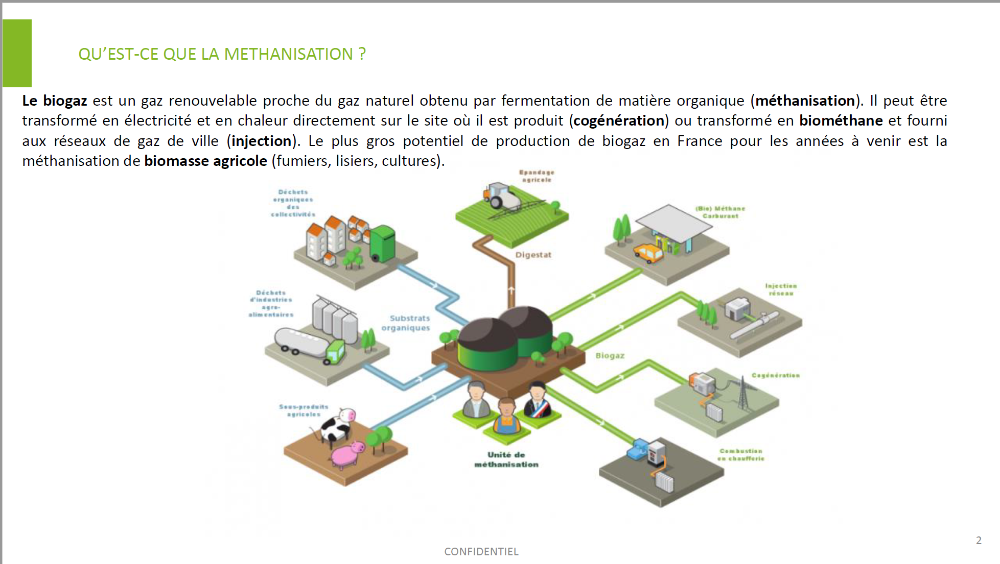 QU’EST-CE QUE LA METHANISATION ?
Le biogaz est un gaz renouvelable proche du gaz naturel obtenu par fermentation de matière organique (méthanisation). Il peut être
transformé en électricité et en chaleur directement sur le site où il est produit (cogénération) ou transformé en biométhane et fourni
aux réseaux de gaz de ville (injection). Le plus gros potentiel de production de biogaz en France pour les années à venir est la
méthanisation de biomasse agricole (fumiers, lisiers, cultures).
Epandage
agricole
Déchets
organiques
des
collectivités
(Bio) Méthane
Carburant
Digestat
Injection
réseau
Déchets
d'industries
agro-
alimentaires
Substrats
organiques
Biogaz
Cogénération
Sous-produits
agricoles
Unité de
méthanisation
Combustion
en chaufferie
CONFIDENTIEL
2